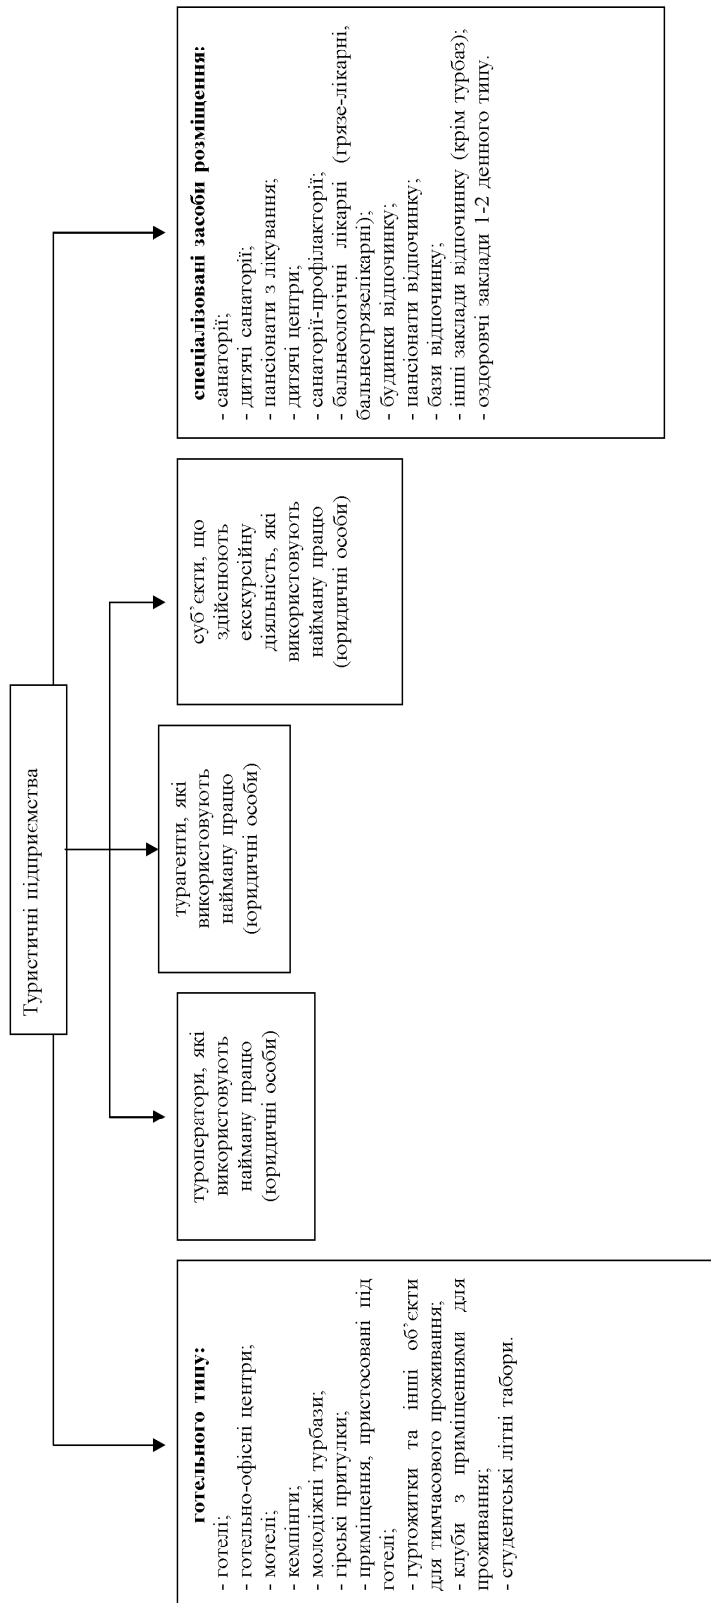 Туристичні підприємства
готельного типу:
- готелі;
- готельно-офісні центри;
- мотелі;
- кемпінги;
- молодіжні турбази;
- гірські притулки;
- приміщення, пристосовані під
готелі;
- гуртожитки та інші об’єкти
для тимчасового проживання;
- клуби з приміщеннями для
проживання;
- студентські літні табори.
туроператори, які
використовують
найману працю
(юридичні особи)
турагенти, які
використовують
найману працю
(юридичні особи)
суб’єкти, що
здійснюють
екскурсійну
діяльність, які
використовують
найману працю
(юридичні особи)
спеціалізовані засоби розміщення:
- санаторії;
- дитячі санаторії;
- пансіонати з лікування;
- дитячі центри;
- санаторії-профілакторії;
- бальнеологічні лікарні (грязе-лікарні,
бальнеогрязелікарні);
- будинки відпочинку;
- пансіонати відпочинку;
- бази відпочинку;
- інші заклади відпочинку (крім турбаз);
- оздоровчі заклади 1-2 денного типу.